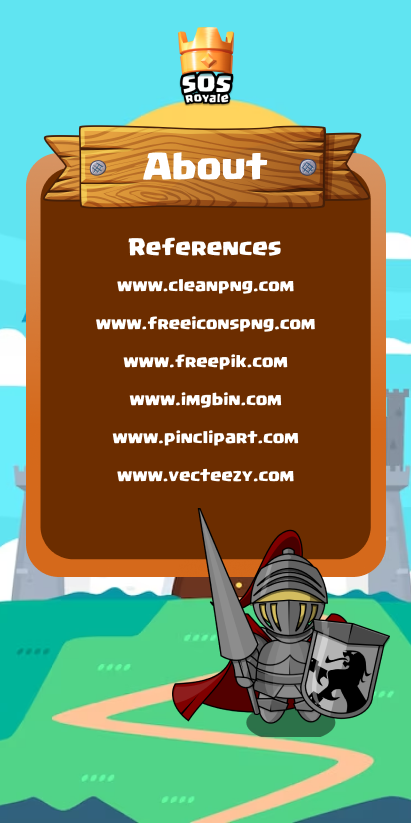 SOS
Royale
About
References
www.cleanpng.com
www.freeiconspng.com
www.freepik.com
www.imgbin.com
www.pinclipart.com
www.vecteezy.com